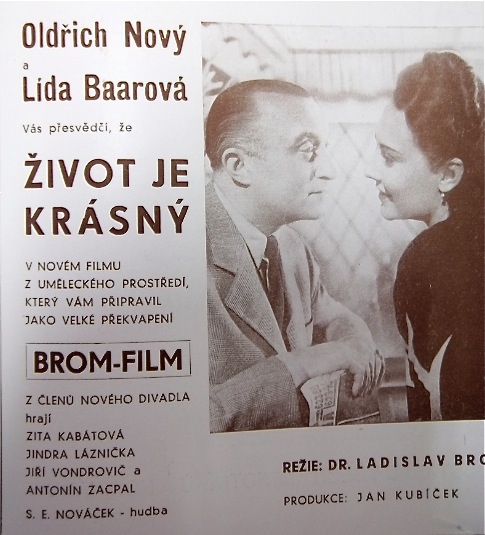 Oldřich Nový
a
Lída Baarová
Vás přesvědčí, že
ŽIVOT JE
KRÁSNÝ
V NOVÉM FILMU
Z UMĚLECKÉHO PROSTŘEDÍ,
KTERÝ VÁM PŘIPRAVIL
JAKO VELKÉ PŘEKVAPENÍ
BROM-FILM
Z ČLENŮ NOVÉHO DIVADLA
hrají
ZITA KABÁTOVÁ
JINDRA LÁZNIČKA
JIŘÍ VONDROVIČ a
ANTONÍN ZACPAL
S. E. NOVÁČEK - hudba
REŽIE: DR. LADISLAV BRO
PRODUKCE: JAN KUBÍČEK